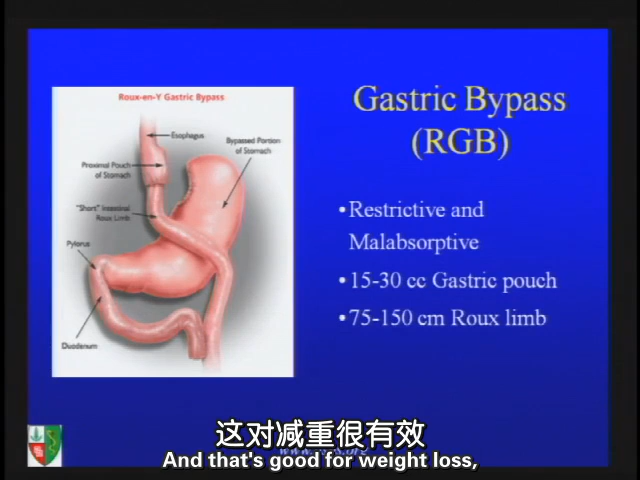 Roux-en-Y Gastric Bypass
Esophagus
Bypassed Portion
of Stomach
Proximal Pouch
of Stomach
"Short" Intestinal
Roux Limb
Pylorus
Duodenum
Gastric Bypass
(RGB)
•Restrictive and
Malabsorptive
•15-30 cc Gastric pouch
•75-150 cm Roux limb
这对减重很有效
And that's good for weight loss,